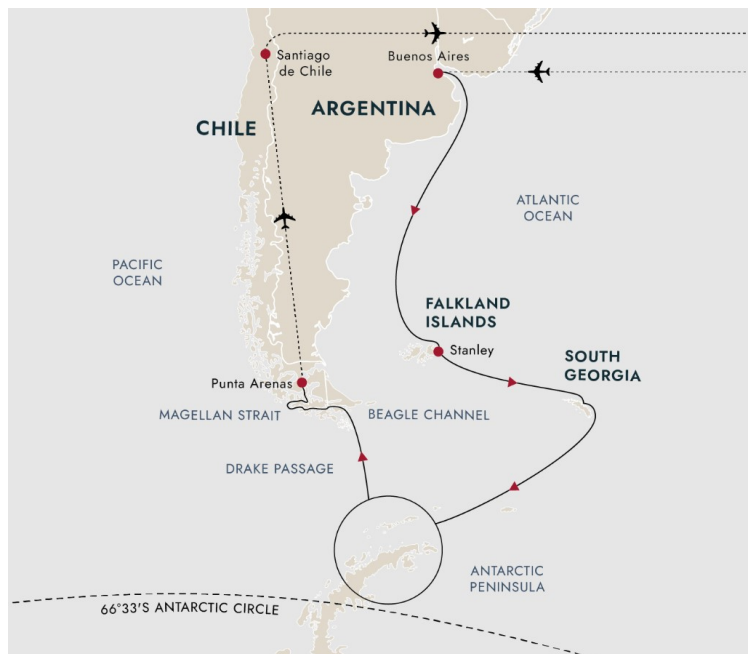 Santiago
de Chile
Buenos Aires
ARGENTINA
CHILE
ATLANTIC
OCEAN
PACIFIC
OCEAN
FALKLAND
ISLANDS
Stanley
SOUTH
GEORGIA
Punta Arenas
MAGELLAN STRAIT
BEAGLE CHANNEL
DRAKE PASSAGE
ANTARCTIC
PENINSULA
66°33'S ANTARCTIC CIRCLE